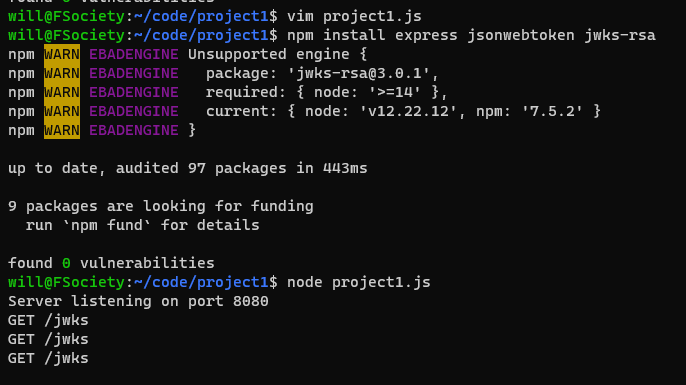 found 0 vulnerabilities
will@FSociety:~/code/project1$ vim project1.js
will@FSociety:~/code/project1$ npm install express jsonwebtoken jwks-rsa
npm WARN EBADENGINE Unsupported engine {
npm WARN EBADENGINE   package: 'jwks-rsa@3.0.1',
npm WARN EBADENGINE   required: { node: '>=14' },
npm WARN EBADENGINE   current: { node: 'v12.22.12', npm: '7.5.2' }
npm WARN EBADENGINE }
up to date, audited 97 packages in 443ms
9 packages are looking for funding
  run `npm fund` for details
found 0 vulnerabilities
will@FSociety:~/code/project1$ node project1.js
Server listening on port 8080
GET /jwks
GET /jwks
GET /jwks